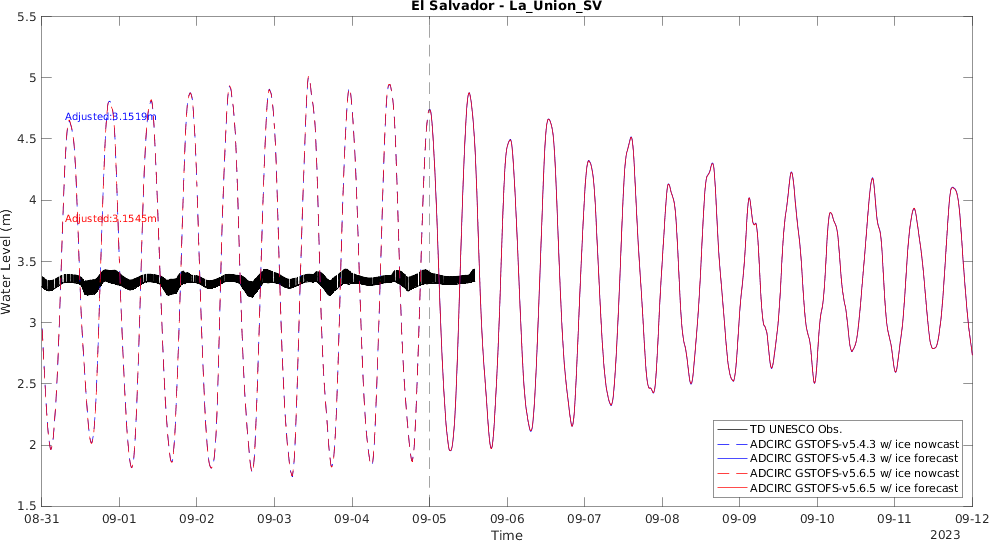 El Salvador - La_Union_SV
5.5
5
4.5
4
3.5
3
2.5
2
1.5
Water Level (m)
Adjusted:3.1519m
Adjusted:3.1545m
TD UNESCO Obs.
ADCIRC GSTOFS-v5.4.3 w/ ice nowcast
ADCIRC GSTOFS-v5.4.3 w/ ice forecast
ADCIRC GSTOFS-v5.6.5 w/ ice nowcast
ADCIRC GSTOFS-v5.6.5 w/ ice forecast
08-31 09-01 09-02 09-03 09-04 09-05 09-06 09-07 09-08 09-09 09-10 09-11 09-12
Time
2023